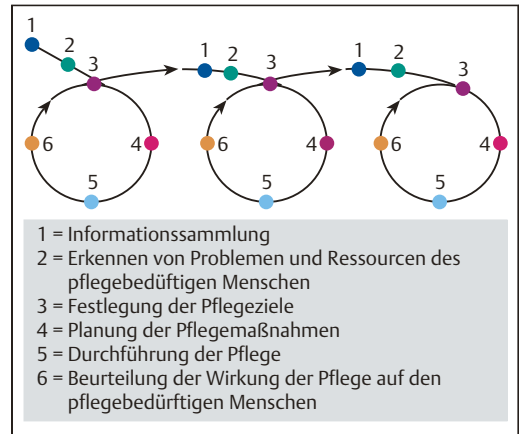 1 2 3 1 2 3 1 2 3
6 4 6 4 6 4
5 5 5
1 = Informationssammlung
2 = Erkennen von Problemen und Ressourcen des
pflegebedüftigen Menschen
3 = Festlegung der Pflegeziele
4 = Planung der Pflegemaßnahmen
5 = Durchführung der Pflege
6 = Beurteilung der Wirkung der Pflege auf den
pflegebedürftigen Menschen